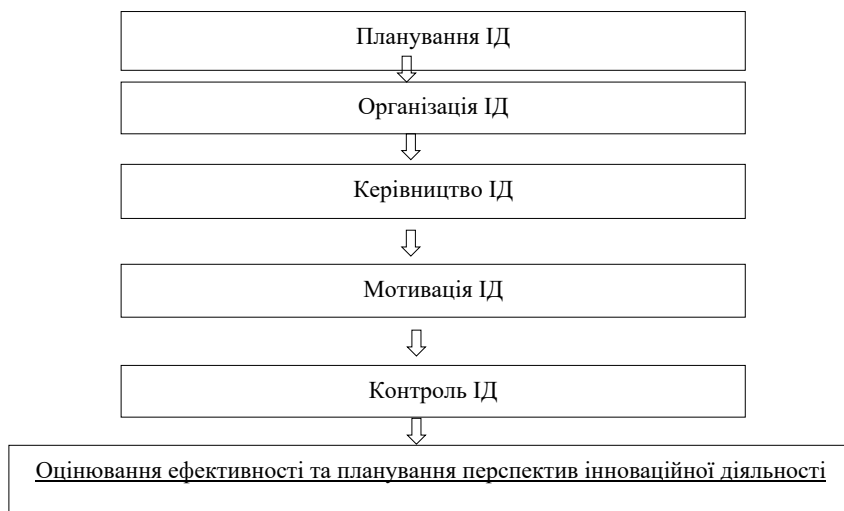 Планування ІД
Організація ІД
Керівництво ІД
Мотивація ІД
Контроль ІД
Оцінювання ефективності та планування перспектив інноваційної діяльності